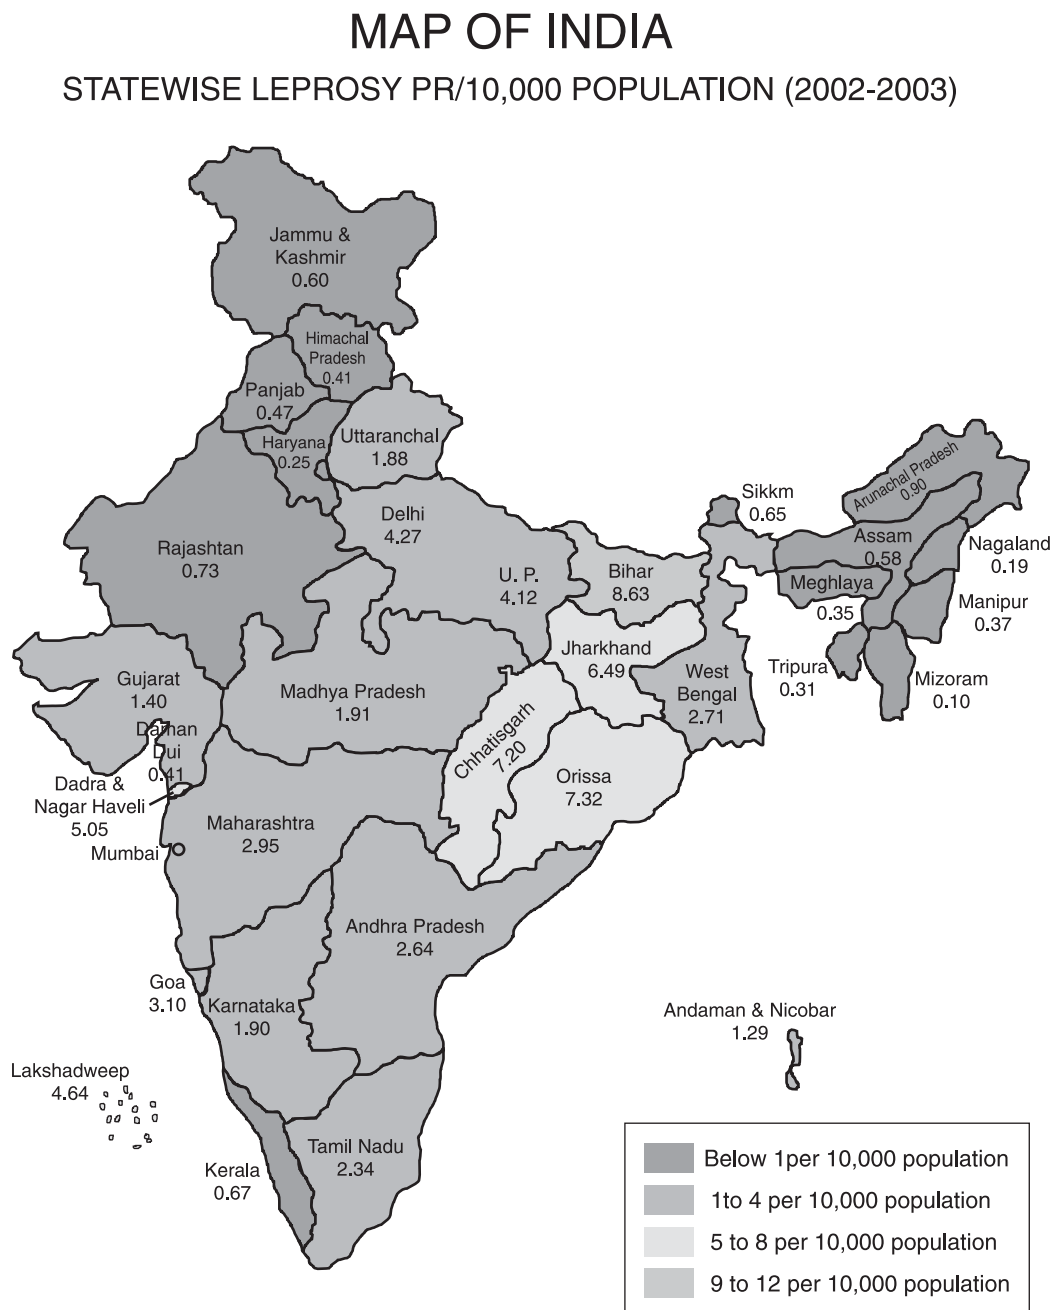 MAP OF INDIA
STATEWISE LEPROSY PR/10,000 POPULATION (2002-2003)
Jammu &
Kashmir
0.60
Himachal
Pradesh
0.41
Panjab
0.47
Haryana
0.25
Uttaranchal
1.88
Delhi
4.27
Rajashtan
0.73
U. P.
4.12
Bihar
8.63
Sikkm
0.65
Arunachal Pradesh
0.90
Assam
0.58
Nagaland
0.19
Meghlaya
0.35
Manipur
0.37
Tripura
0.31
Mizoram
0.10
Jharkhand
6.49
West
Bengal
2.71
Gujarat
1.40
Madhya Pradesh
1.91
Daman
Dui
0.41
Dadra &
Nagar Haveli
5.05
Chhatisgarh
7.20
Orissa
7.32
Maharashtra
2.95
Mumbai
Andhra Pradesh
2.64
Goa
3.10
Karnataka
1.90
Andaman & Nicobar
1.29
Lakshadweep
4.64
Tamil Nadu
2.34
Kerala
0.67
Below 1per 10,000 population
1to 4 per 10,000 population
5 to 8 per 10,000 population
9 to 12 per 10,000 population